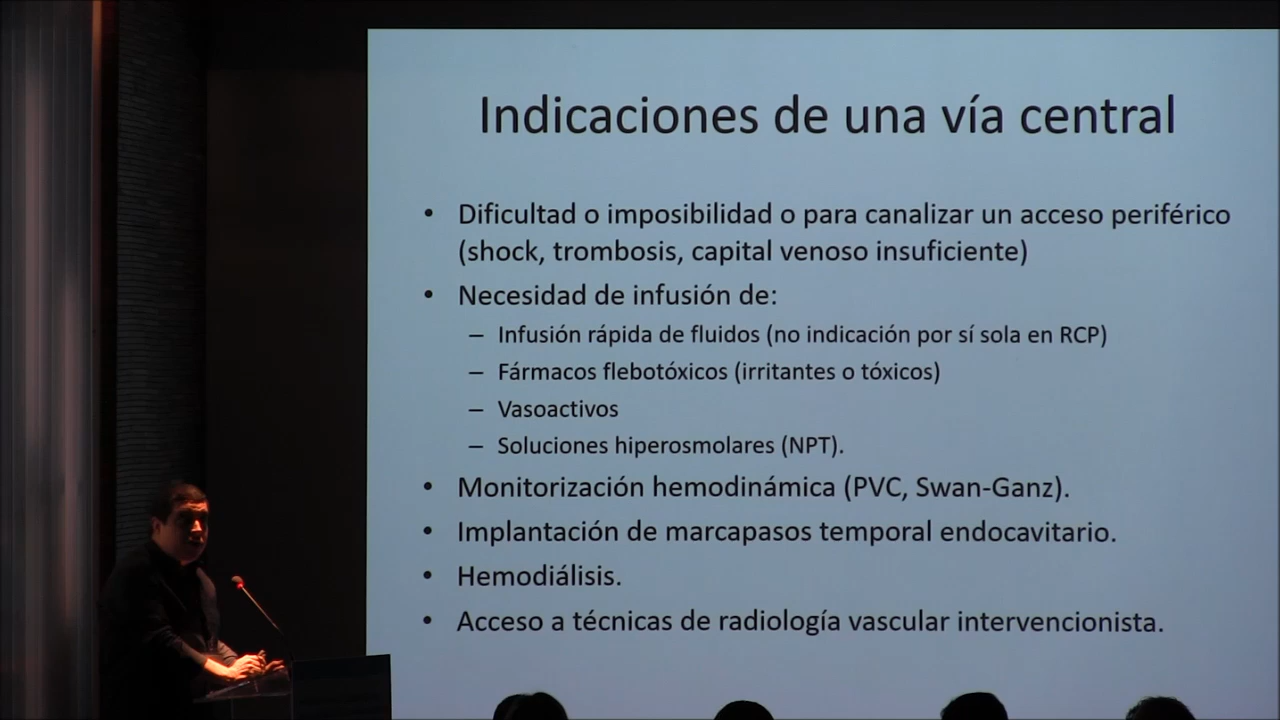 Indicaciones de una vía central
• Dificultad o imposibilidad o para canalizar un acceso periférico
(shock, trombosis, capital venoso insuficiente)
• Necesidad de infusión de:
– Infusión rápida de fluidos (no indicación por sí sola en RCP)
– Fármacos flebotóxicos (irritantes o tóxicos)
– Vasoactivos
– Soluciones hiperosmolares (NPT).
• Monitorización hemodinámica (PVC, Swan-Ganz).
• Implantación de marcapasos temporal endocavitario.
• Hemodiálisis.
• Acceso a técnicas de radiología vascular intervencionista.